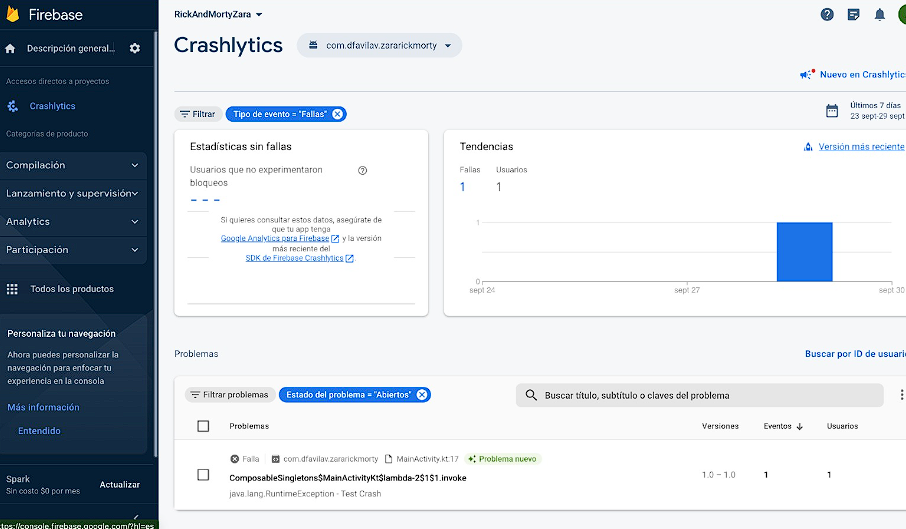 Firebase
RickAndMortyZara
Descripción general...
Crashlytics
com.dfavilav.zararickmorty
Accesos directos a proyectos
Nuevo en Crashlytic
Crashlytics
Filtrar
Tipo de evento = "Fallas"
Últimos 7 días
23 sept-29 sept
Categorías de producto
Compilación
Lanzamiento y supervisión
Analytics
Participación
Todos los productos
Estadísticas sin fallas
Usuarios que no experimentaron
bloqueos
Si quieres consultar estos datos, asegúrate de
que tu app tenga
Google Analytics para Firebase y la versión
más reciente del
SDK de Firebase Crashlytics.
Tendencias
Versión más reciente
Fallas Usuarios
1 1
1
0
sept 24 sept 27 sept 30
Personaliza tu navegación
Ahora puedes personalizar la
navegación para enfocar tu
experiencia en la consola
Más información
Entendido
Problemas
Buscar por ID de usuari
Filtrar problemas
Estado del problema = "Abiertos"
Buscar título, subtítulo o claves del problema
Problemas Versiones Eventos Usuarios
Falla com.dfavilav.zararickmorty MainActivity.kt:17 Problema nuevo
ComposableSingletons$MainActivityKt$lambda-2$1$1.invoke 1.0 – 1.0 1 1
java.lang.RuntimeException - Test Crash
Spark
Sin costo $0 por mes
Actualizar
ttps://console.firebase.google.com/?hl=es